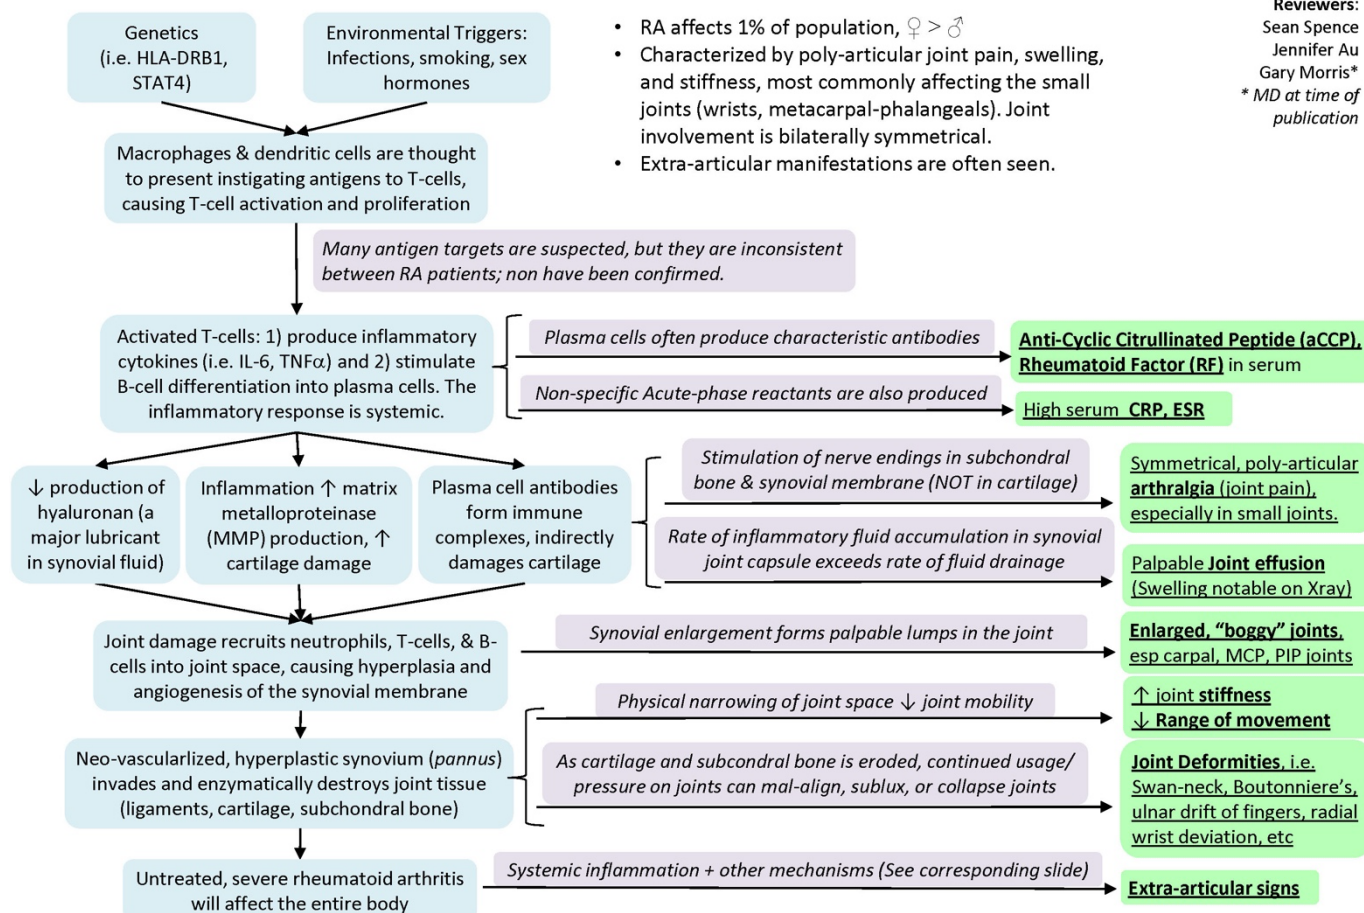 Genetics
(i.e. HLA-DRB1,
STAT4)
Environmental Triggers:
Infections, smoking, sex
hormones
• RA affects 1% of population, ♀ > ♂
• Characterized by poly-articular joint pain, swelling,
and stiffness, most commonly affecting the small
joints (wrists, metacarpal-phalangeals). Joint
involvement is bilaterally symmetrical.
• Extra-articular manifestations are often seen.
Reviewers:
Sean Spence
Jennifer Au
Gary Morris*
* MD at time of
publication
Macrophages & dendritic cells are thought
to present instigating antigens to T-cells,
causing T-cell activation and proliferation
Many antigen targets are suspected, but they are inconsistent
between RA patients; non have been confirmed.
Activated T-cells: 1) produce inflammatory
cytokines (i.e. IL-6, TNFα) and 2) stimulate
B-cell differentiation into plasma cells. The
inflammatory response is systemic.
Plasma cells often produce characteristic antibodies
Anti-Cyclic Citrullinated Peptide (aCCP),
Rheumatoid Factor (RF) in serum
Non-specific Acute-phase reactants are also produced
High serum CRP, ESR
↓ production of
hyaluronan (a
major lubricant
in synovial fluid)
Inflammation ↑ matrix
metalloproteinase
(MMP) production, ↑
cartilage damage
Plasma cell antibodies
form immune
complexes, indirectly
damages cartilage
Stimulation of nerve endings in subchondral
bone & synovial membrane (NOT in cartilage)
Symmetrical, poly-articular
arthralgia (joint pain),
especially in small joints.
Rate of inflammatory fluid accumulation in synovial
joint capsule exceeds rate of fluid drainage
Palpable Joint effusion
(Swelling notable on Xray)
Joint damage recruits neutrophils, T-cells, & B-
cells into joint space, causing hyperplasia and
angiogenesis of the synovial membrane
Synovial enlargement forms palpable lumps in the joint
Enlarged, “boggy” joints,
esp carpal, MCP, PIP joints
Physical narrowing of joint space ↓ joint mobility
↑ joint stiffness
↓ Range of movement
Neo-vascularized, hyperplastic synovium (pannus)
invades and enzymatically destroys joint tissue
(ligaments, cartilage, subchondral bone)
As cartilage and subcondral bone is eroded, continued usage/
pressure on joints can mal-align, sublux, or collapse joints
Joint Deformities, i.e.
Swan-neck, Boutonniere’s,
ulnar drift of fingers, radial
wrist deviation, etc
Untreated, severe rheumatoid arthritis
will affect the entire body
Systemic inflammation + other mechanisms (See corresponding slide)
Extra-articular signs